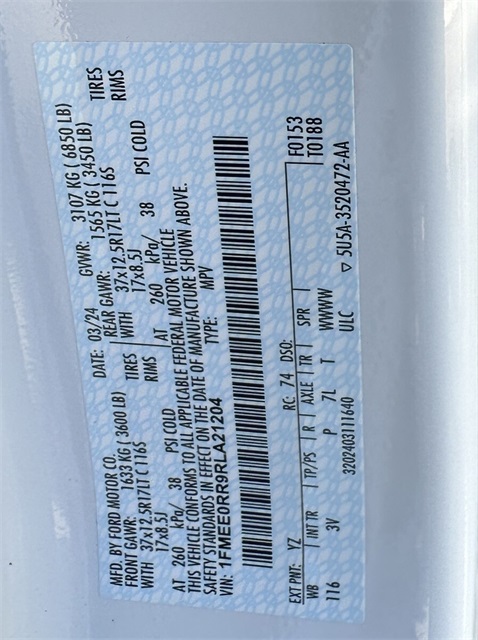 MFD. BY FORD MOTOR CO.
DATE: 03/24 GVWR: 3107 KG (6850 LB)
FRONT GAWR: 1633 KG (3600 LB) REAR GAWR: 1565 KG (3450 LB)
WITH 37x12.5R17LT C 116S TIRES WITH 37x12.5R17LT C 116S TIRES
17x8.5J RIMS 17x8.5J RIMS
AT 260 kPa/ 38 PSI COLD AT 260 kPa/ 38 PSI COLD
THIS VEHICLE CONFORMS TO ALL APPLICABLE FEDERAL MOTOR VEHICLE
SAFETY STANDARDS IN EFFECT ON THE DATE OF MANUFACTURE SHOWN ABOVE.
VIN: 1FMEE0RR9RLA21204 TYPE: MPV
F0153
T0188
EXT PNT: YZ RC: 74 DSO:
WB INT TR TP/PS R AXLE TR SPR
116 3V P 7L T WWWW
3202403111640 ULC ▽ 5U5A-3520472-AA